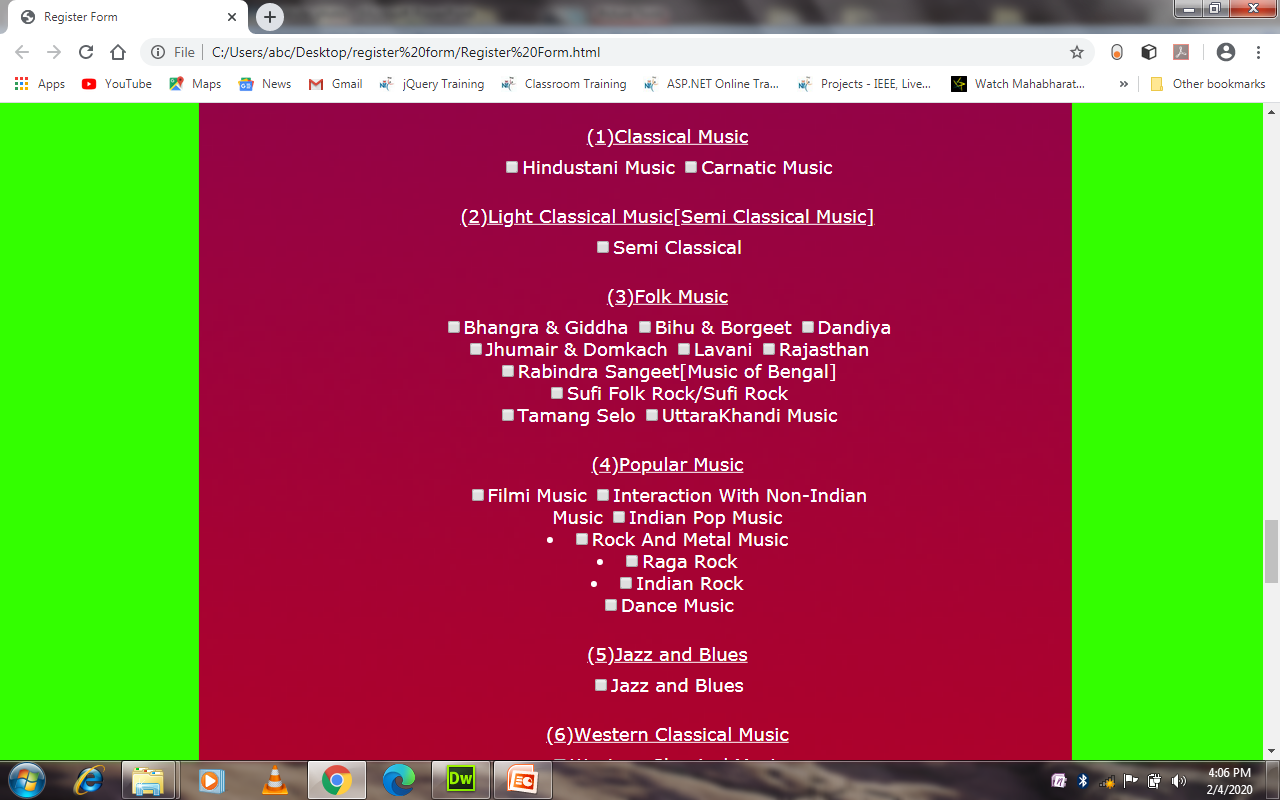 Register Form
File
C:/Users/abc/Desktop/register%20form/Register%20Form.html
Apps YouTube Maps News Gmail jQuery Training Classroom Training ASP.NET Online Tra... Projects - IEEE, Live... Watch Mahabharat... » Other bookmarks
(1)Classical Music
Hindustani Music Carnatic Music
(2)Light Classical Music[Semi Classical Music]
Semi Classical
(3)Folk Music
Bhangra & Giddha Bihu & Borgeet Dandiya
Jhumair & Domkach Lavani Rajasthan
Rabindra Sangeet[Music of Bengal]
Sufi Folk Rock/Sufi Rock
Tamang Selo UttaraKhandi Music
(4)Popular Music
Filmi Music Interaction With Non-Indian
Music Indian Pop Music
• Rock And Metal Music
• Raga Rock
• Indian Rock
Dance Music
(5)Jazz and Blues
Jazz and Blues
(6)Western Classical Music
Dw
4:06 PM
2/4/2020